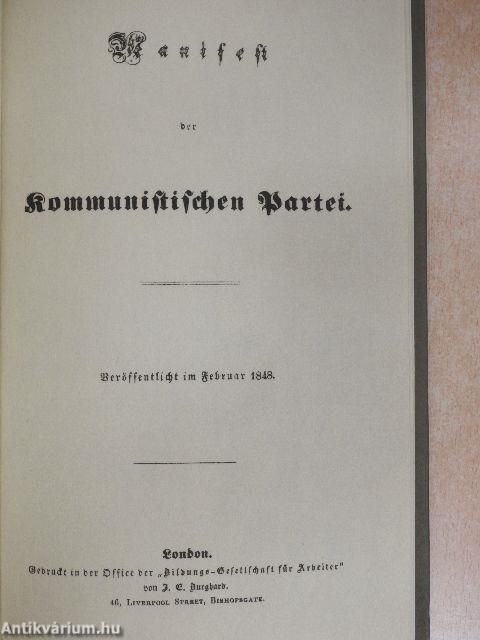 Manifest
der
Kommunistischen Partei.
Veröffentlicht im Februar 1848.
London.
Gedruckt in der Office der „Bildungs-Gesellschaft für Arbeiter"
von J. E. Burghard.
46, Liverpool Street, Bishopsgate.
Antikvárium.hu